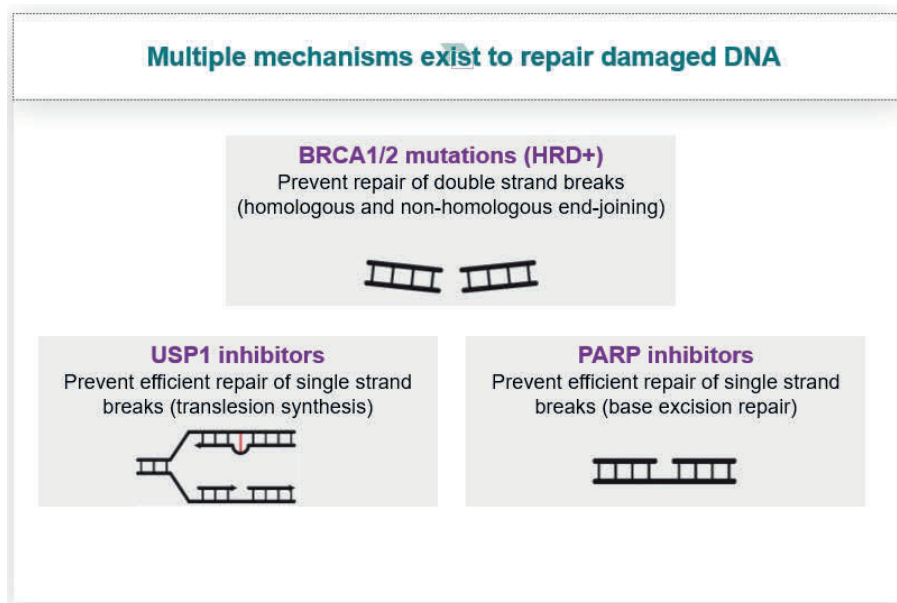 Multiple mechanisms exist to repair damaged DNA
BRCA1/2 mutations (HRD+)
Prevent repair of double strand breaks
(homologous and non-homologous end-joining)
USP1 inhibitors
Prevent efficient repair of single strand
breaks (translesion synthesis)
PARP inhibitors
Prevent efficient repair of single strand
breaks (base excision repair)